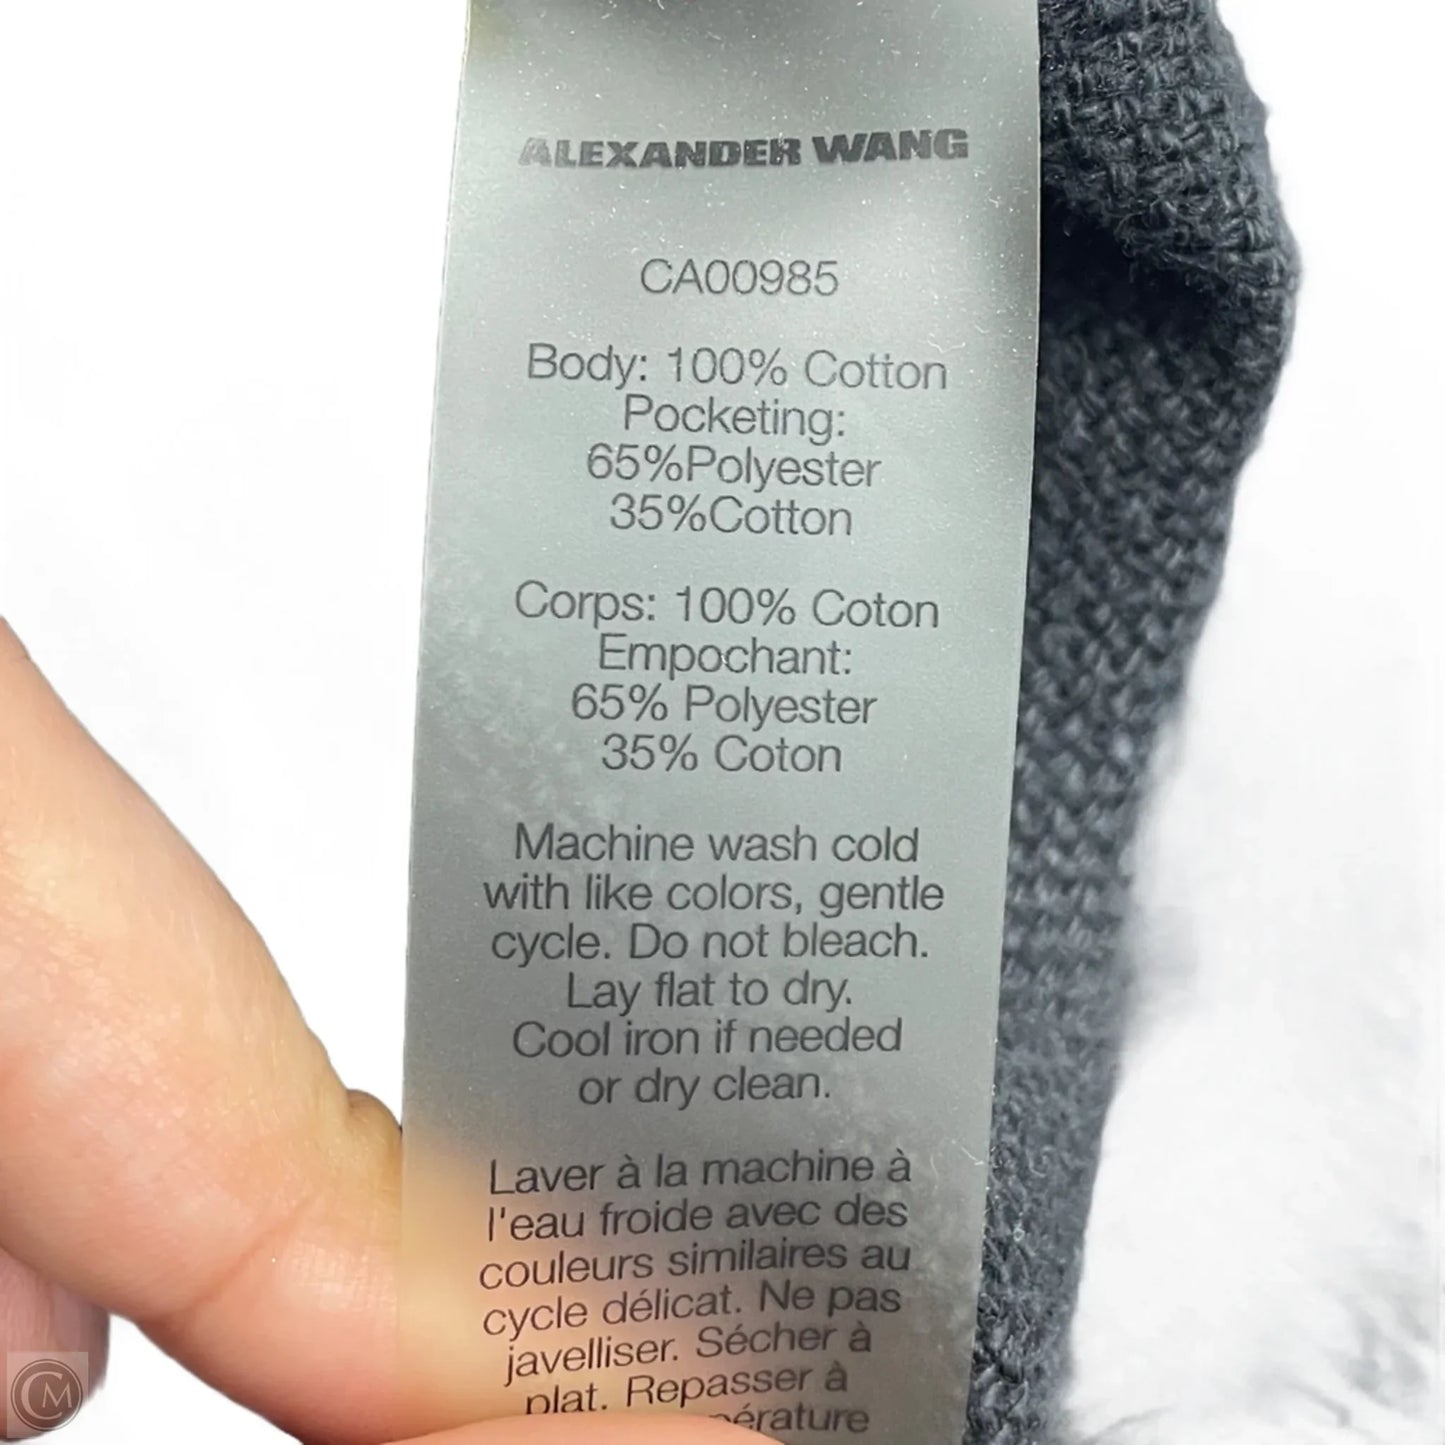 ALEXANDER WANG
CA00985
Body: 100% Cotton
Pocketing:
65%Polyester
35%Cotton
Corps: 100% Coton
Empochant:
65% Polyester
35% Coton
Machine wash cold
with like colors, gentle
cycle. Do not bleach.
Lay flat to dry.
Cool iron if needed
or dry clean.
Laver à la machine à
l'eau froide avec des
couleurs similaires au
cycle délicat. Ne pas
javelliser. Sécher à
plat. Repasser à
CM